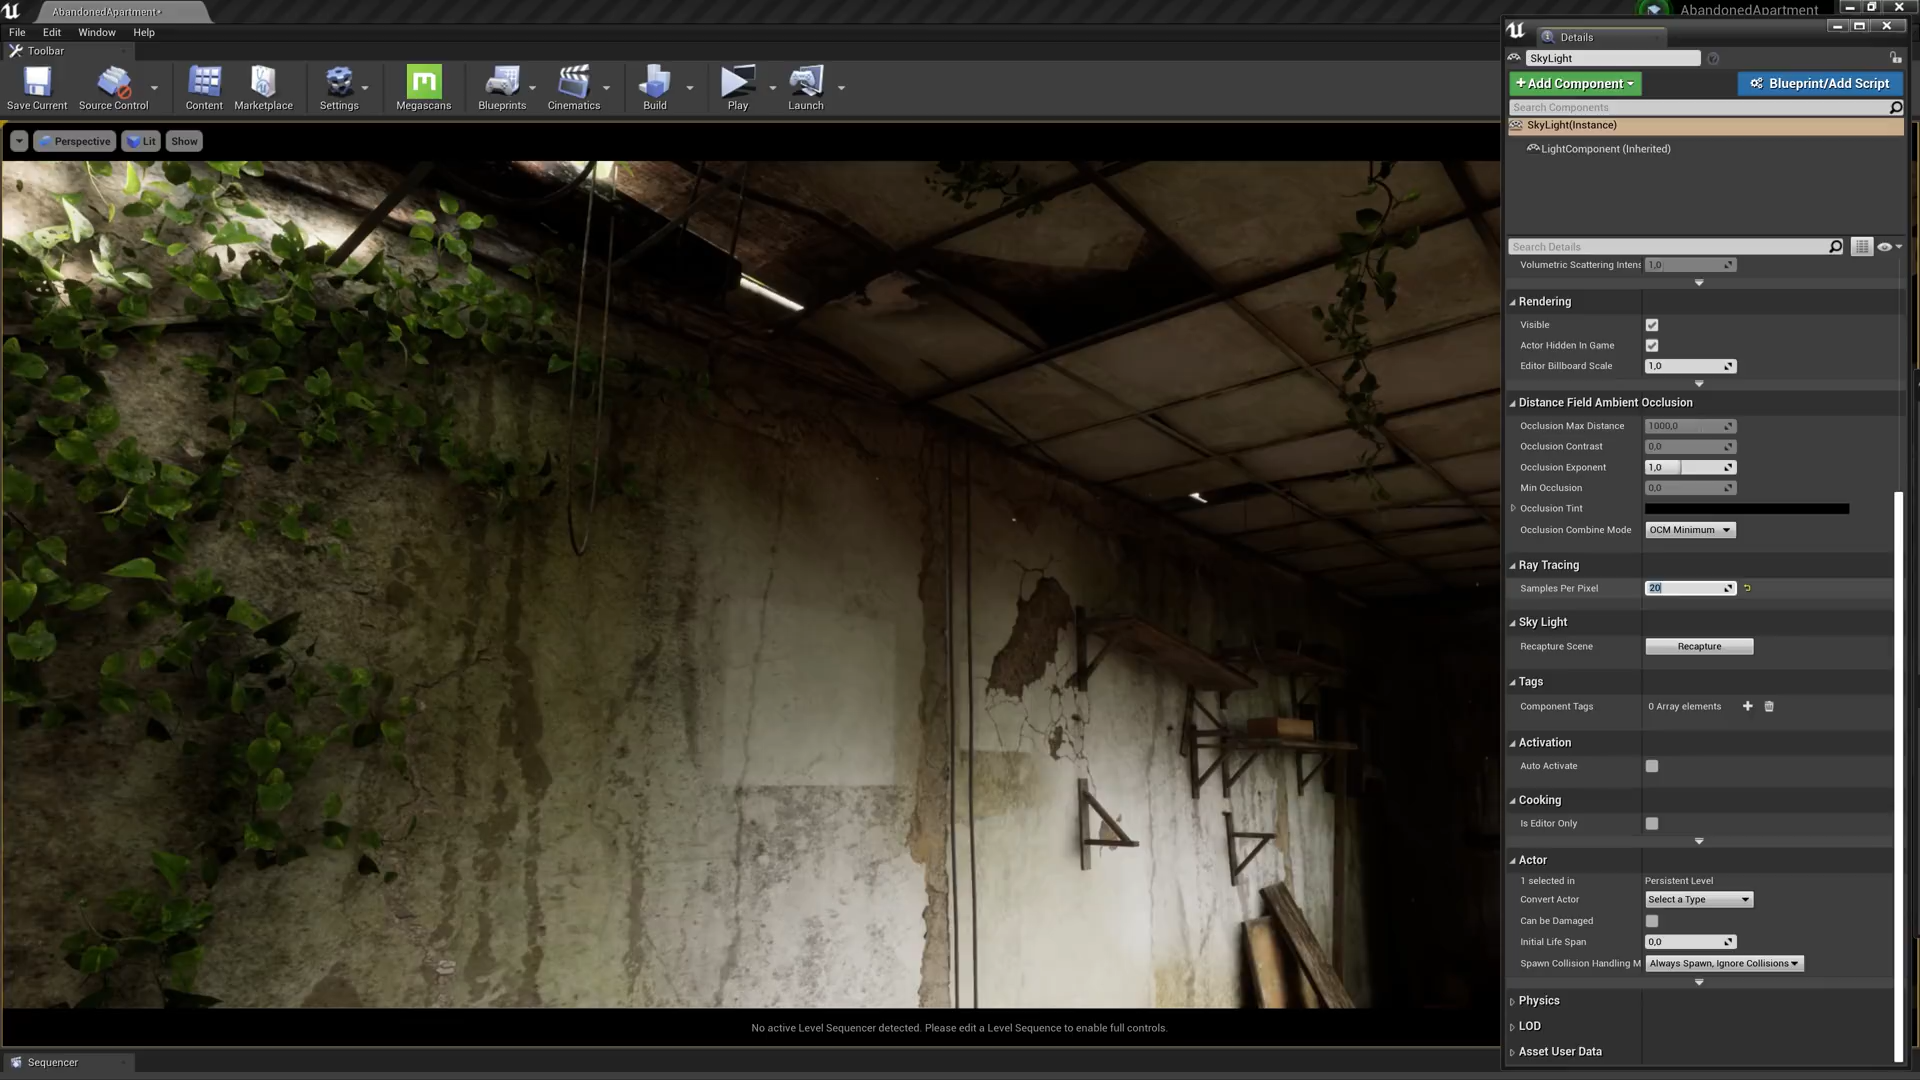 AbandonedApartment•
AbandonedApartment
File Edit Window Help
Toolbar
Save Current
Source Control
Content
Marketplace
Settings
Megascans
Blueprints
Cinematics
Build
Play
Launch
Perspective
Lit
Show
No active Level Sequencer detected. Please edit a Level Sequence to enable full controls.
Sequencer
Details
SkyLight
+Add Component
Blueprint/Add Script
Search Components
SkyLight(Instance)
LightComponent (Inherited)
Search Details
Volumetric Scattering Intens 1,0
Rendering
Visible
Actor Hidden In Game
Editor Billboard Scale 1,0
Distance Field Ambient Occlusion
Occlusion Max Distance 1000,0
Occlusion Contrast 0,0
Occlusion Exponent 1,0
Min Occlusion 0,0
Occlusion Tint
Occlusion Combine Mode OCM Minimum
Ray Tracing
Samples Per Pixel 20
Sky Light
Recapture Scene Recapture
Tags
Component Tags 0 Array elements
Activation
Auto Activate
Cooking
Is Editor Only
Actor
1 selected in Persistent Level
Convert Actor Select a Type
Can be Damaged
Initial Life Span 0,0
Spawn Collision Handling M Always Spawn, Ignore Collisions
Physics
LOD
Asset User Data